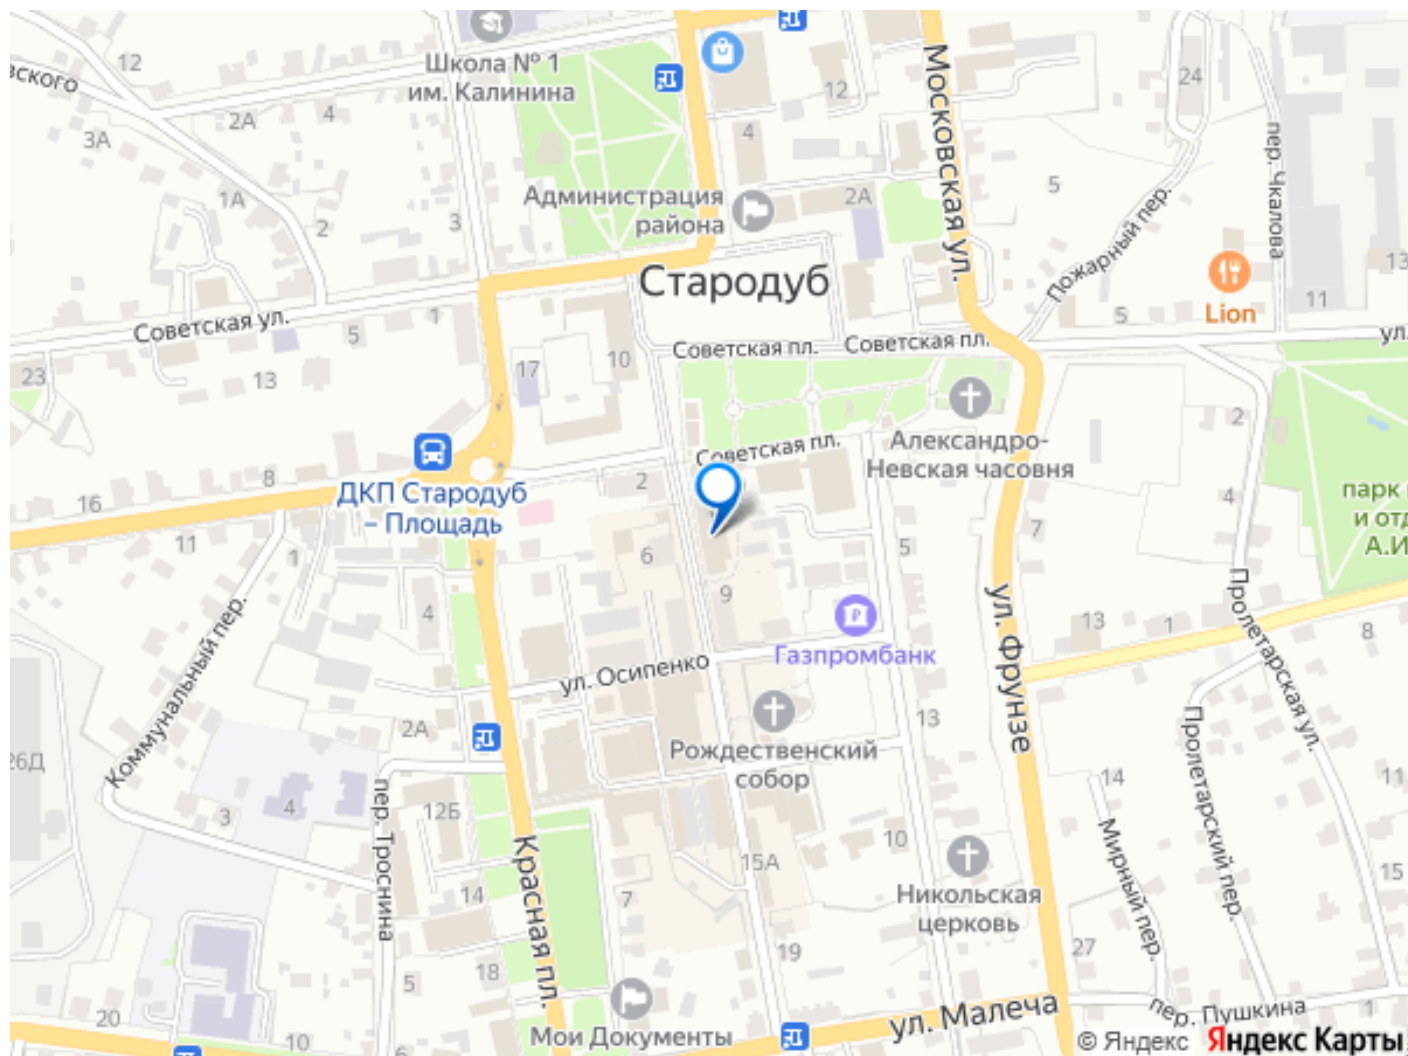 Школа № 1
им. Калинина
12
вского
2А
4
3А
12
4
24
Московская ул.
пер. Чкалова
1А
2
3
Администрация
района
2А
5
Пожарный пер.
13
Стародуб
Lion
11
5
Советская ул.
5
1
10
Советская пл.
Советская пл.
ул.
23
13
17
Александро-
Невская часовня
2
Советская пл.
8
16
2
ДКП Стародуб
– Площадь
4
парк
и отд
А.И
11
6
7
5
Коммунальный пер.
4
9
ул. Фрунзе
13
1
Пролетарская ул.
8
Газпромбанк
ул. Осипенко
2А
13
Рождественский
собор
26Д
Пролетарский пер.
14
11
3
4
пер. Троснина
12Б
Красная пл.
15А
10
Мирный пер.
15
Никольская
церковь
14
7
19
27
18
5
20
10
Мои Документы
ул. Малеча
пер. Пушкина
1
© Яндекс Яндекс Карты